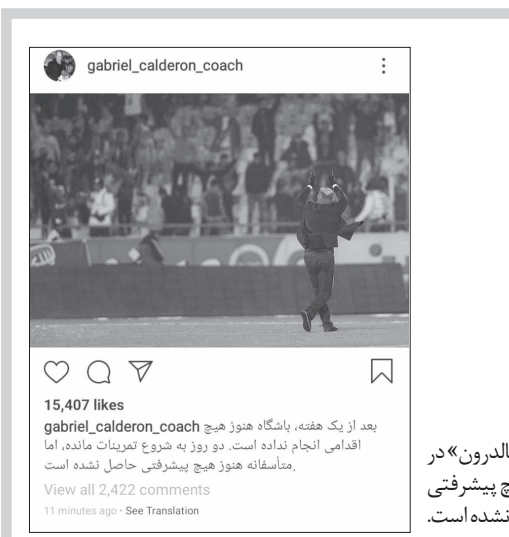 gabriel_calderon_coach
15,407 likes
gabriel_calderon_coach بعد از یک هفته، باشگاه هنوز هیچ
اقدامی انجام نداده است. دو روز به شروع تمرینات مانده، اما
متأسفانه هنوز هیچ پیشرفتی حاصل نشده است.
View all 2,422 comments
11 minutes ago • See Translation
الدرون» در
چ پیشرفتی
نشده است.